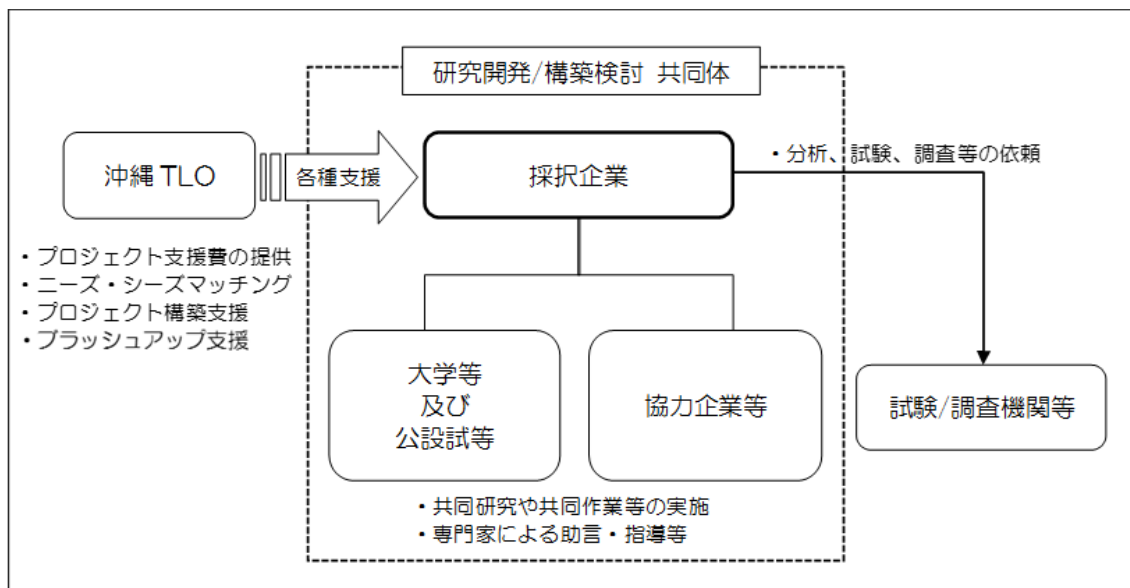 研究開発/構築検討 共同体
沖縄 TLO
各種支援
採択企業
・分析、試験、調査等の依頼
・プロジェクト支援費の提供
・ニーズ・シーズマッチング
・プロジェクト構築支援
・ブラッシュアップ支援
大学等
及び
公設試等
協力企業等
試験/調査機関等
・共同研究や共同作業等の実施
・専門家による助言・指導等